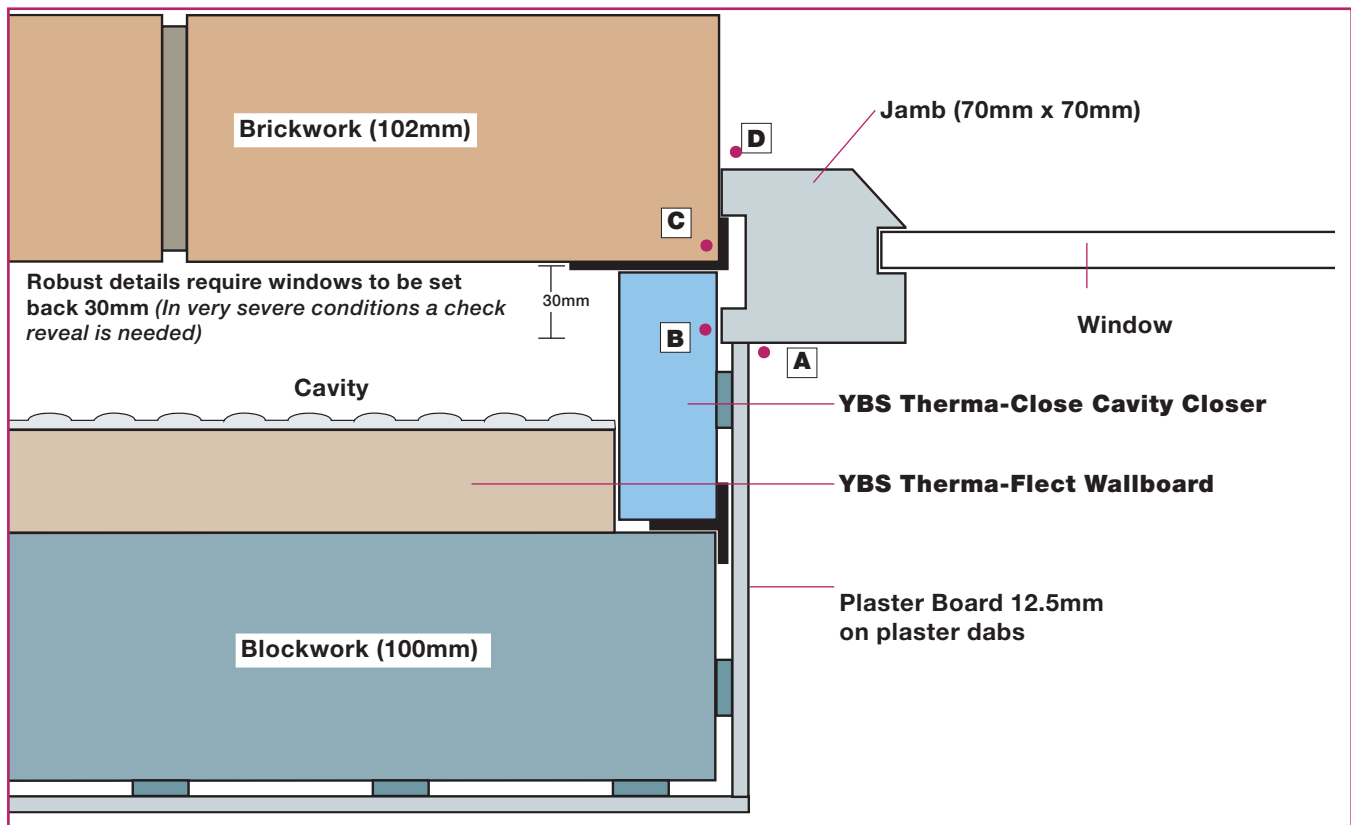 Brickwork (102mm)
D
Jamb (70mm x 70mm)
C
Robust details require windows to be set
back 30mm (In very severe conditions a check
reveal is needed)
30mm
B
A
Window
Cavity
YBS Therma-Close Cavity Closer
YBS Therma-Flect Wallboard
Plaster Board 12.5mm
on plaster dabs
Blockwork (100mm)